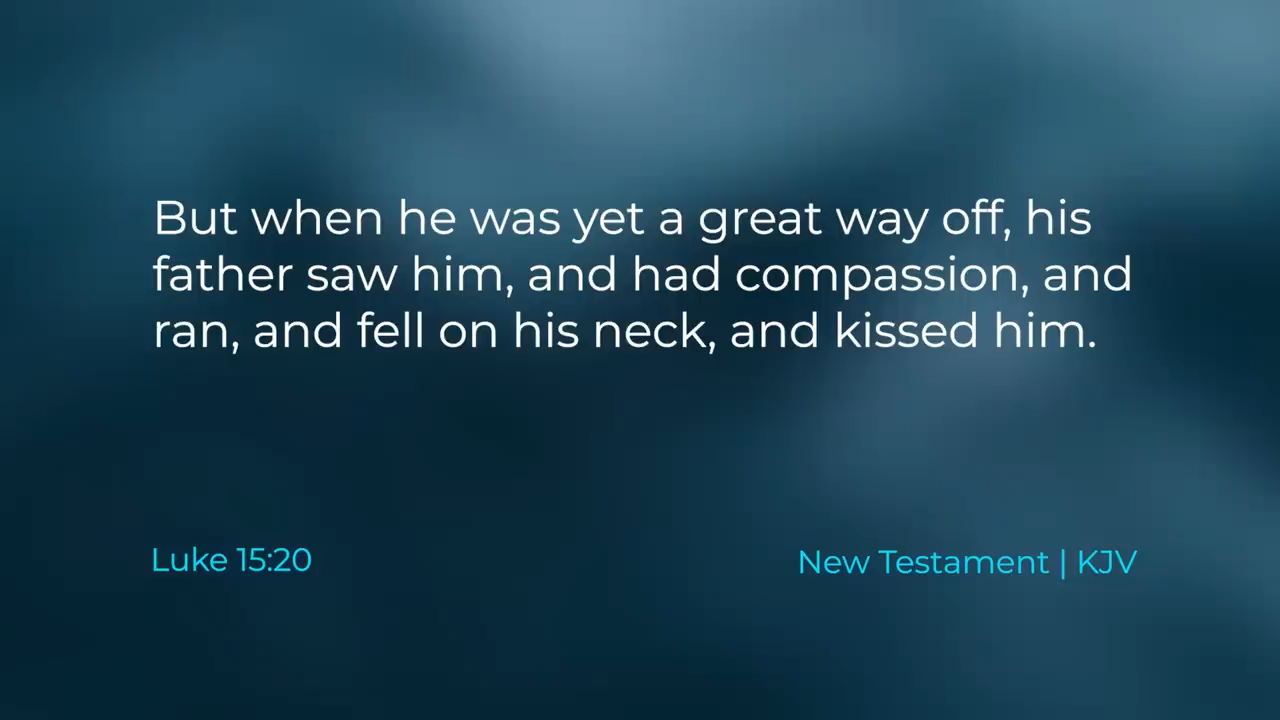 But when he was yet a great way off, his
father saw him, and had compassion, and
ran, and fell on his neck, and kissed him.
Luke 15:20
New Testament | KJV